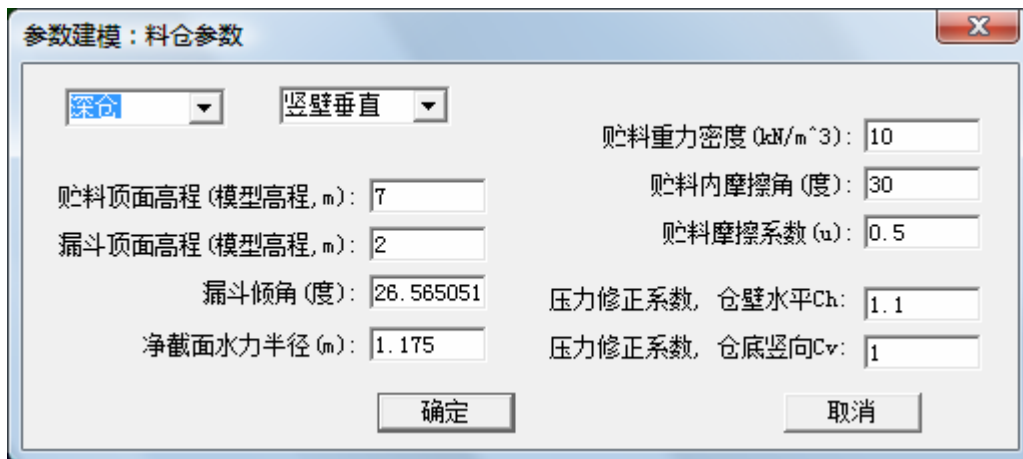 参数建模：料仓参数
X
深仓 竖壁垂直
贮料重力密度(kN/m^3): 10
贮料顶面高程(模型高程,m): 7
贮料内摩擦角(度): 30
漏斗顶面高程(模型高程,m): 2
贮料摩擦系数(u): 0.5
漏斗倾角(度): 26.565051
压力修正系数, 仓壁水平Ch: 1.1
净截面水力半径(m): 1.175
压力修正系数, 仓底竖向Cv: 1
确定 取消